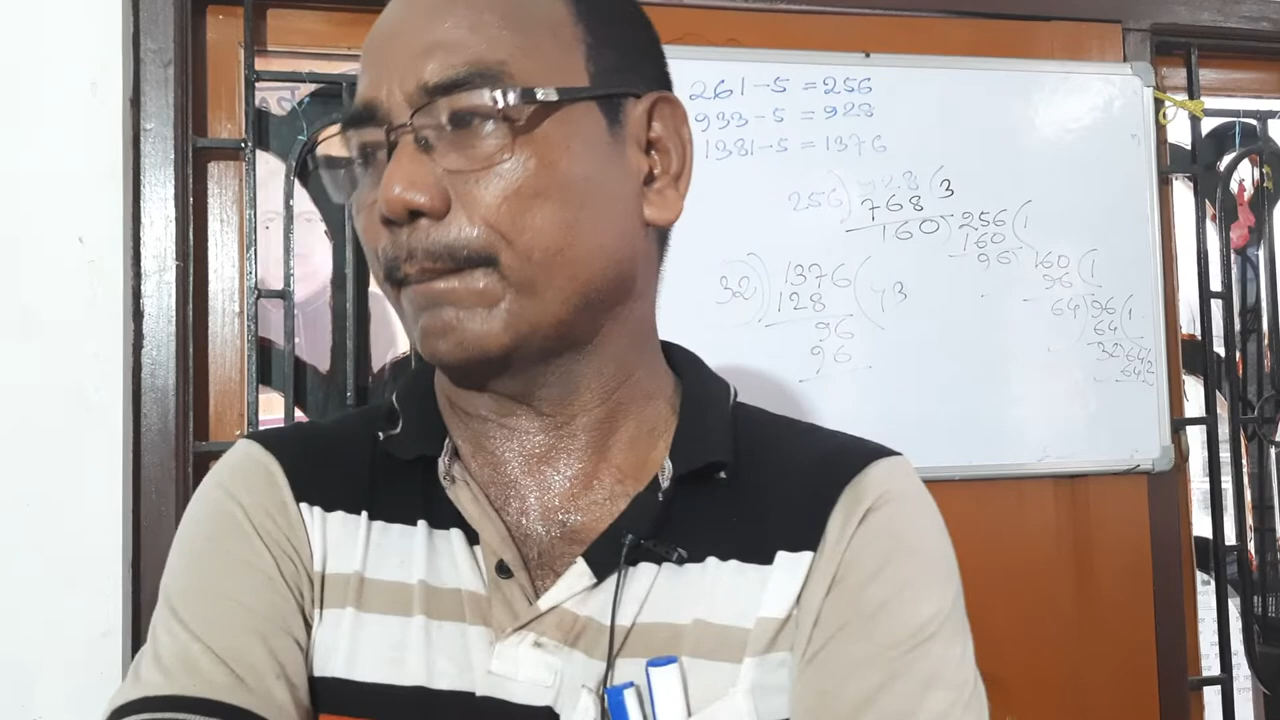 261-5 = 256
933-5 = 928
1381-5 = 1376
256) 928 (3
768
160) 256 (1
160
96) 160 (1
96
64) 96 (1
64
32) 64 (2
64
32) 1376 (43
128
96
96